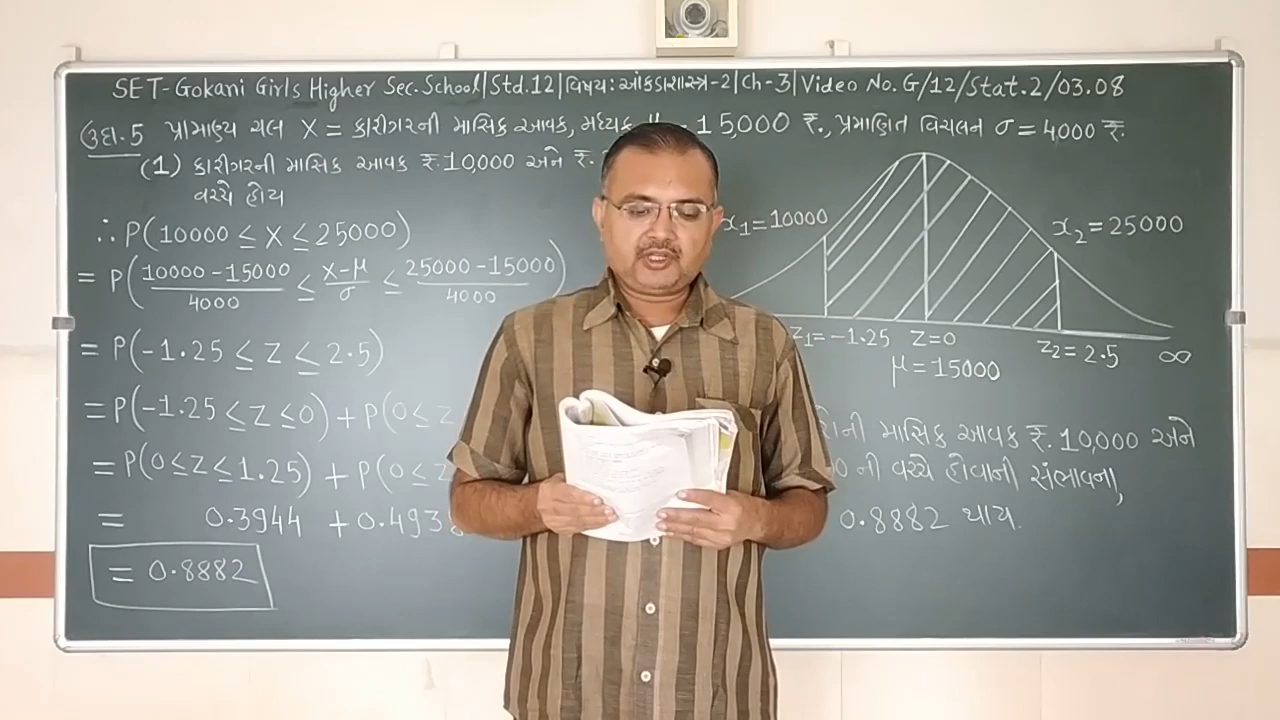 SET-Gokani Girls Higher Sec.School|Std.12|વિષય:આંકડાશાસ્ત્ર-2|Ch-3|Video No.G/12/Stat.2/03.08
ઉદા.5 પ્રામાણ્ય ચલ X = કારીગરની માસિક આવક, મધ્યક μ = 15,000 રૂ., પ્રમાણિત વિચલન σ = 4000 રૂ.
(1) કારીગરની માસિક આવક રૂ.10,000 અને રૂ.
વચ્ચે હોય
∴ P(10000 ≤ X ≤ 25000)
= P(10000-15000/4000 ≤ X-μ/σ ≤ 25000-15000/4000)
= P(-1.25 ≤ Z ≤ 2.5)
= P(-1.25 ≤ Z ≤ 0) + P(0 ≤ Z
= P(0 ≤ Z ≤ 1.25) + P(0 ≤ Z
= 0.3944 + 0.4938
= 0.8882
x₁=10000
x₂=25000
Z₁=-1.25 Z=0 Z₂=2.5 ∞
μ=15000
માસિક આવક રૂ. 10,000 અને
ની વચ્ચે હોવાની સંભાવના,
0.8882 થાય.